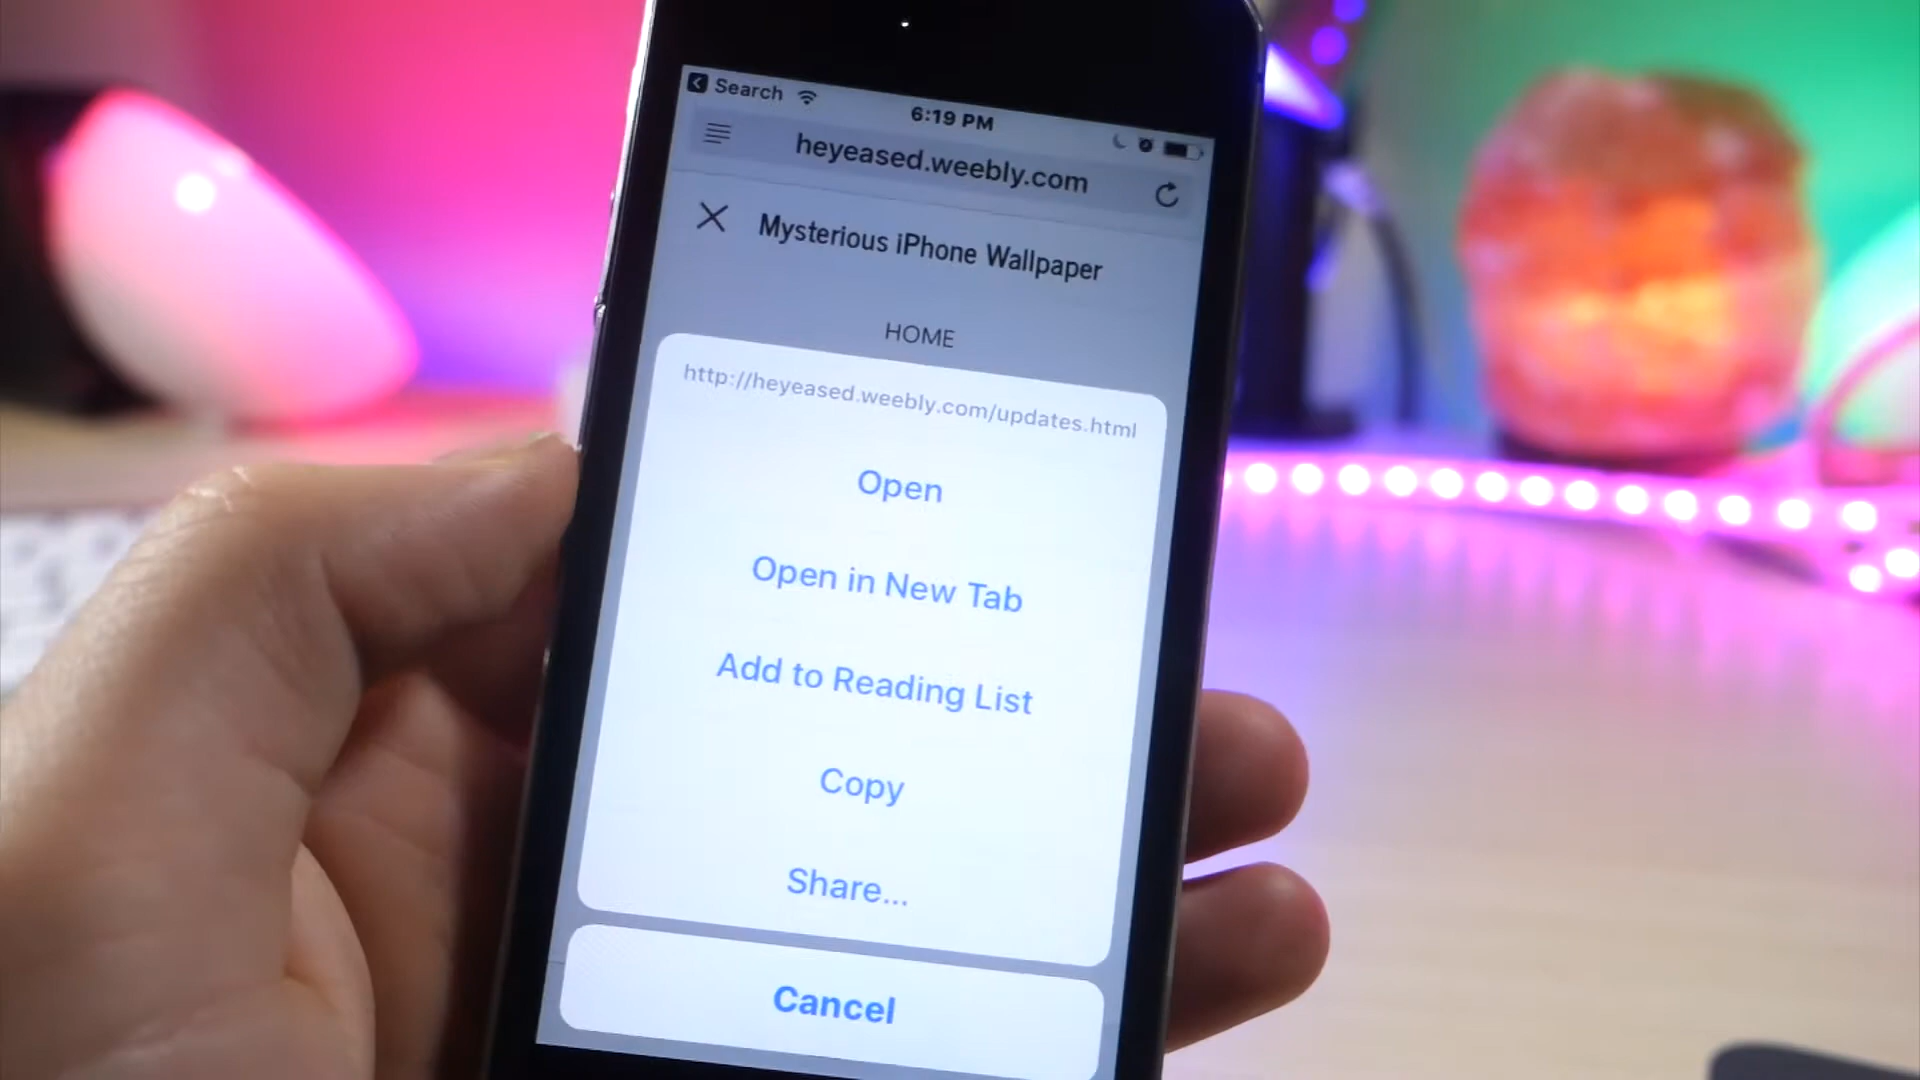 Search
6:19 PM
heyeased.weebly.com
Mysterious iPhone Wallpaper
HOME
http://heyeased.weebly.com/updates.html
Open
Open in New Tab
Add to Reading List
Copy
Share...
Cancel